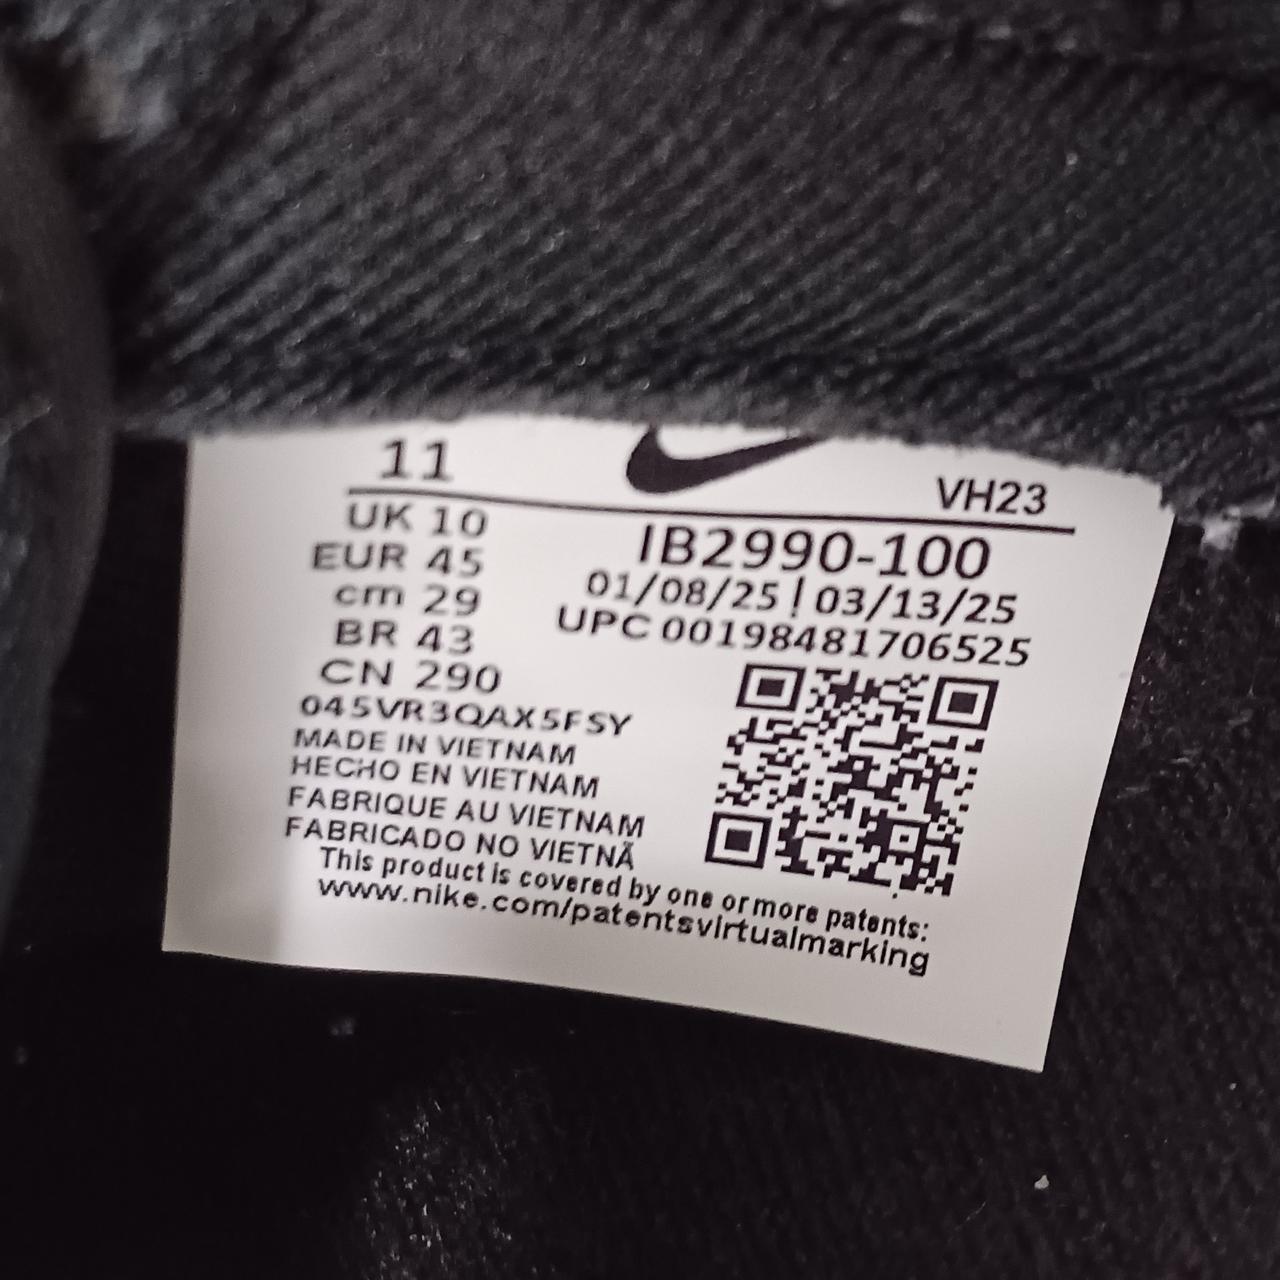 11
VH23
UK 10
EUR 45
cm 29
BR 43
CN 290
IB2990-100
01/08/25 | 03/13/25
UPC 00198481706525
045VR3QAX5FSY
MADE IN VIETNAM
HECHO EN VIETNAM
FABRIQUE AU VIETNAM
FABRICADO NO VIETNÃ
This product is covered by one or more patents:
www.nike.com/patentsvirtualmarking